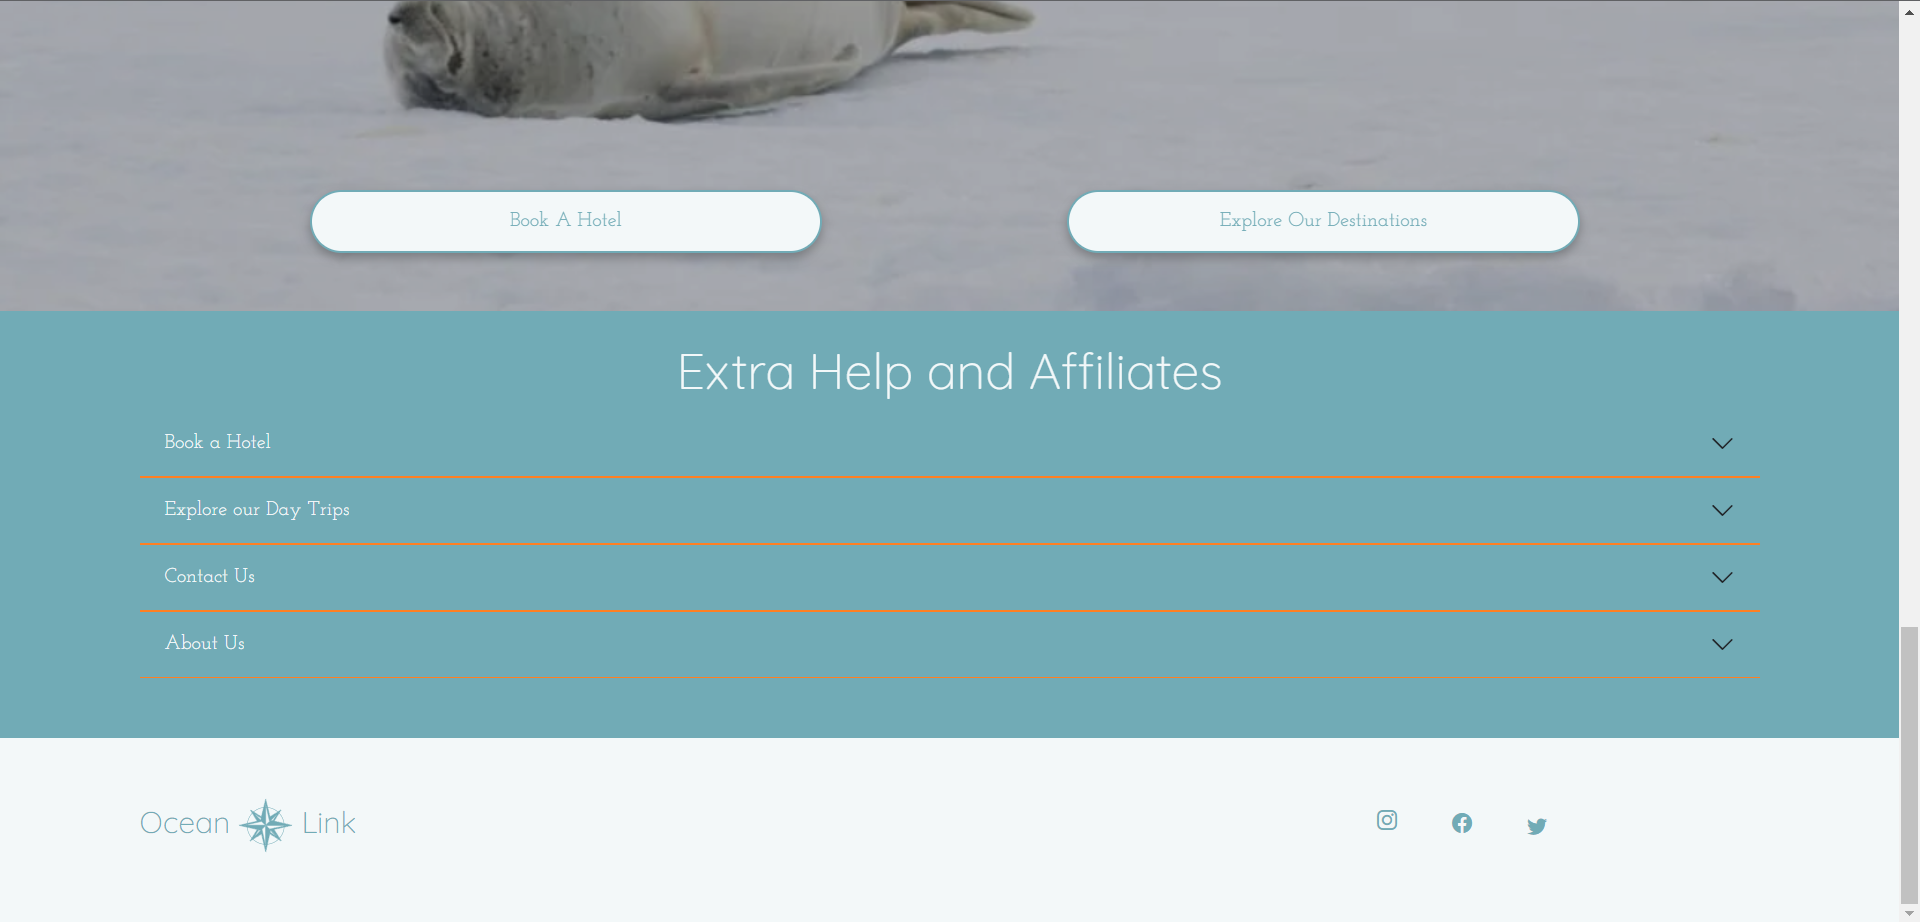 Book A Hotel
Explore Our Destinations
Extra Help and Affiliates
Book a Hotel
Explore our Day Trips
Contact Us
About Us
Ocean Link